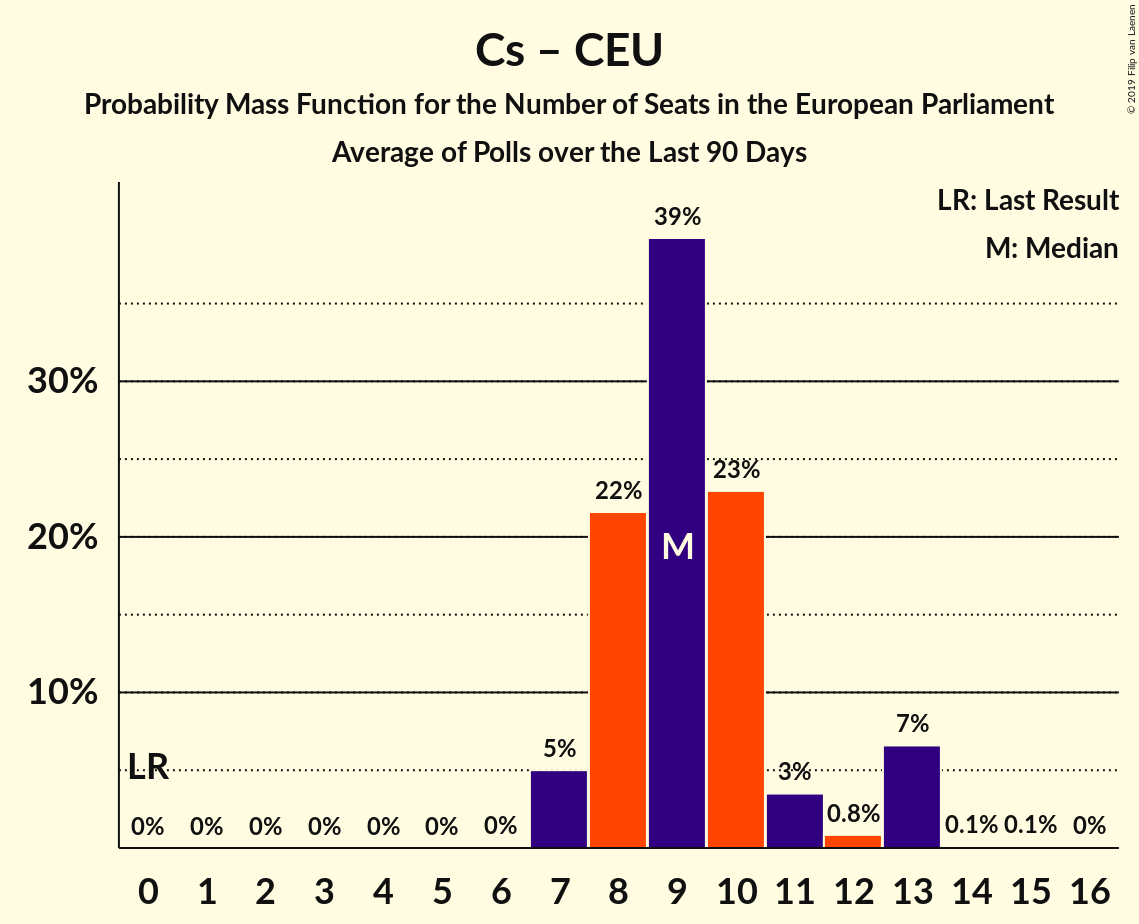 Cs – CEU
Probability Mass Function for the Number of Seats in the European Parliament
Average of Polls over the Last 90 Days
© 2019 Filip van Laenen
LR: Last Result
M: Median
39%
30%
23%
22%
20%
M
10%
7%
5%
LR
3%
0.8%
0% 0% 0% 0% 0% 0% 0% 0.1% 0.1% 0%
0 1 2 3 4 5 6 7 8 9 10 11 12 13 14 15 16